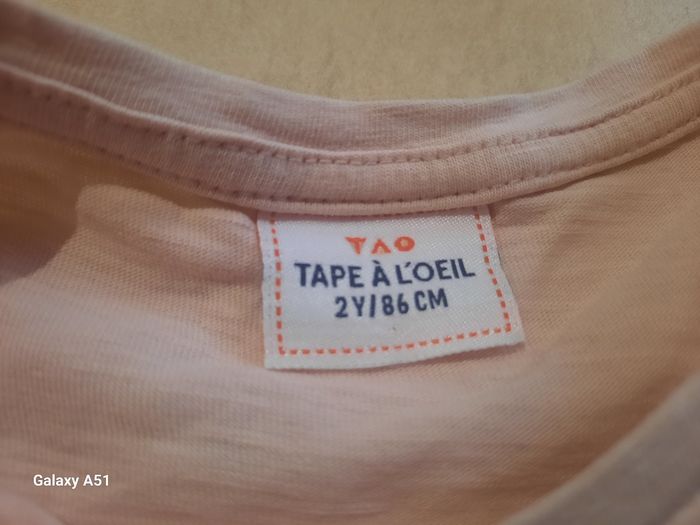 TAO
TAPE À L'OEIL
2Y/86 CM
Galaxy A51